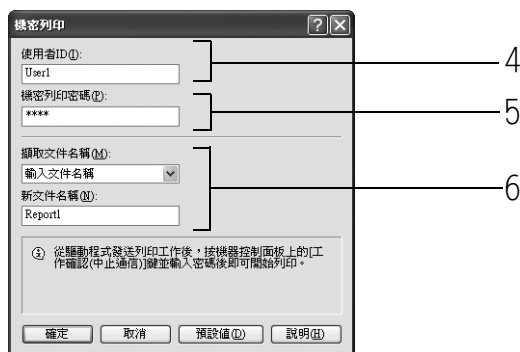 機密列印
使用者ID(I):
User1
4
機密列印密碼(P):
****
5
擷取文件名稱(M):
輸入文件名稱
6
新文件名稱(N):
Report1
從驅動程式發送列印工作後，按機器控制面板上的[工
作確認(中止通信)]鍵並輸入密碼後即可開始列印。
確定 取消 預設值(D) 說明(H)